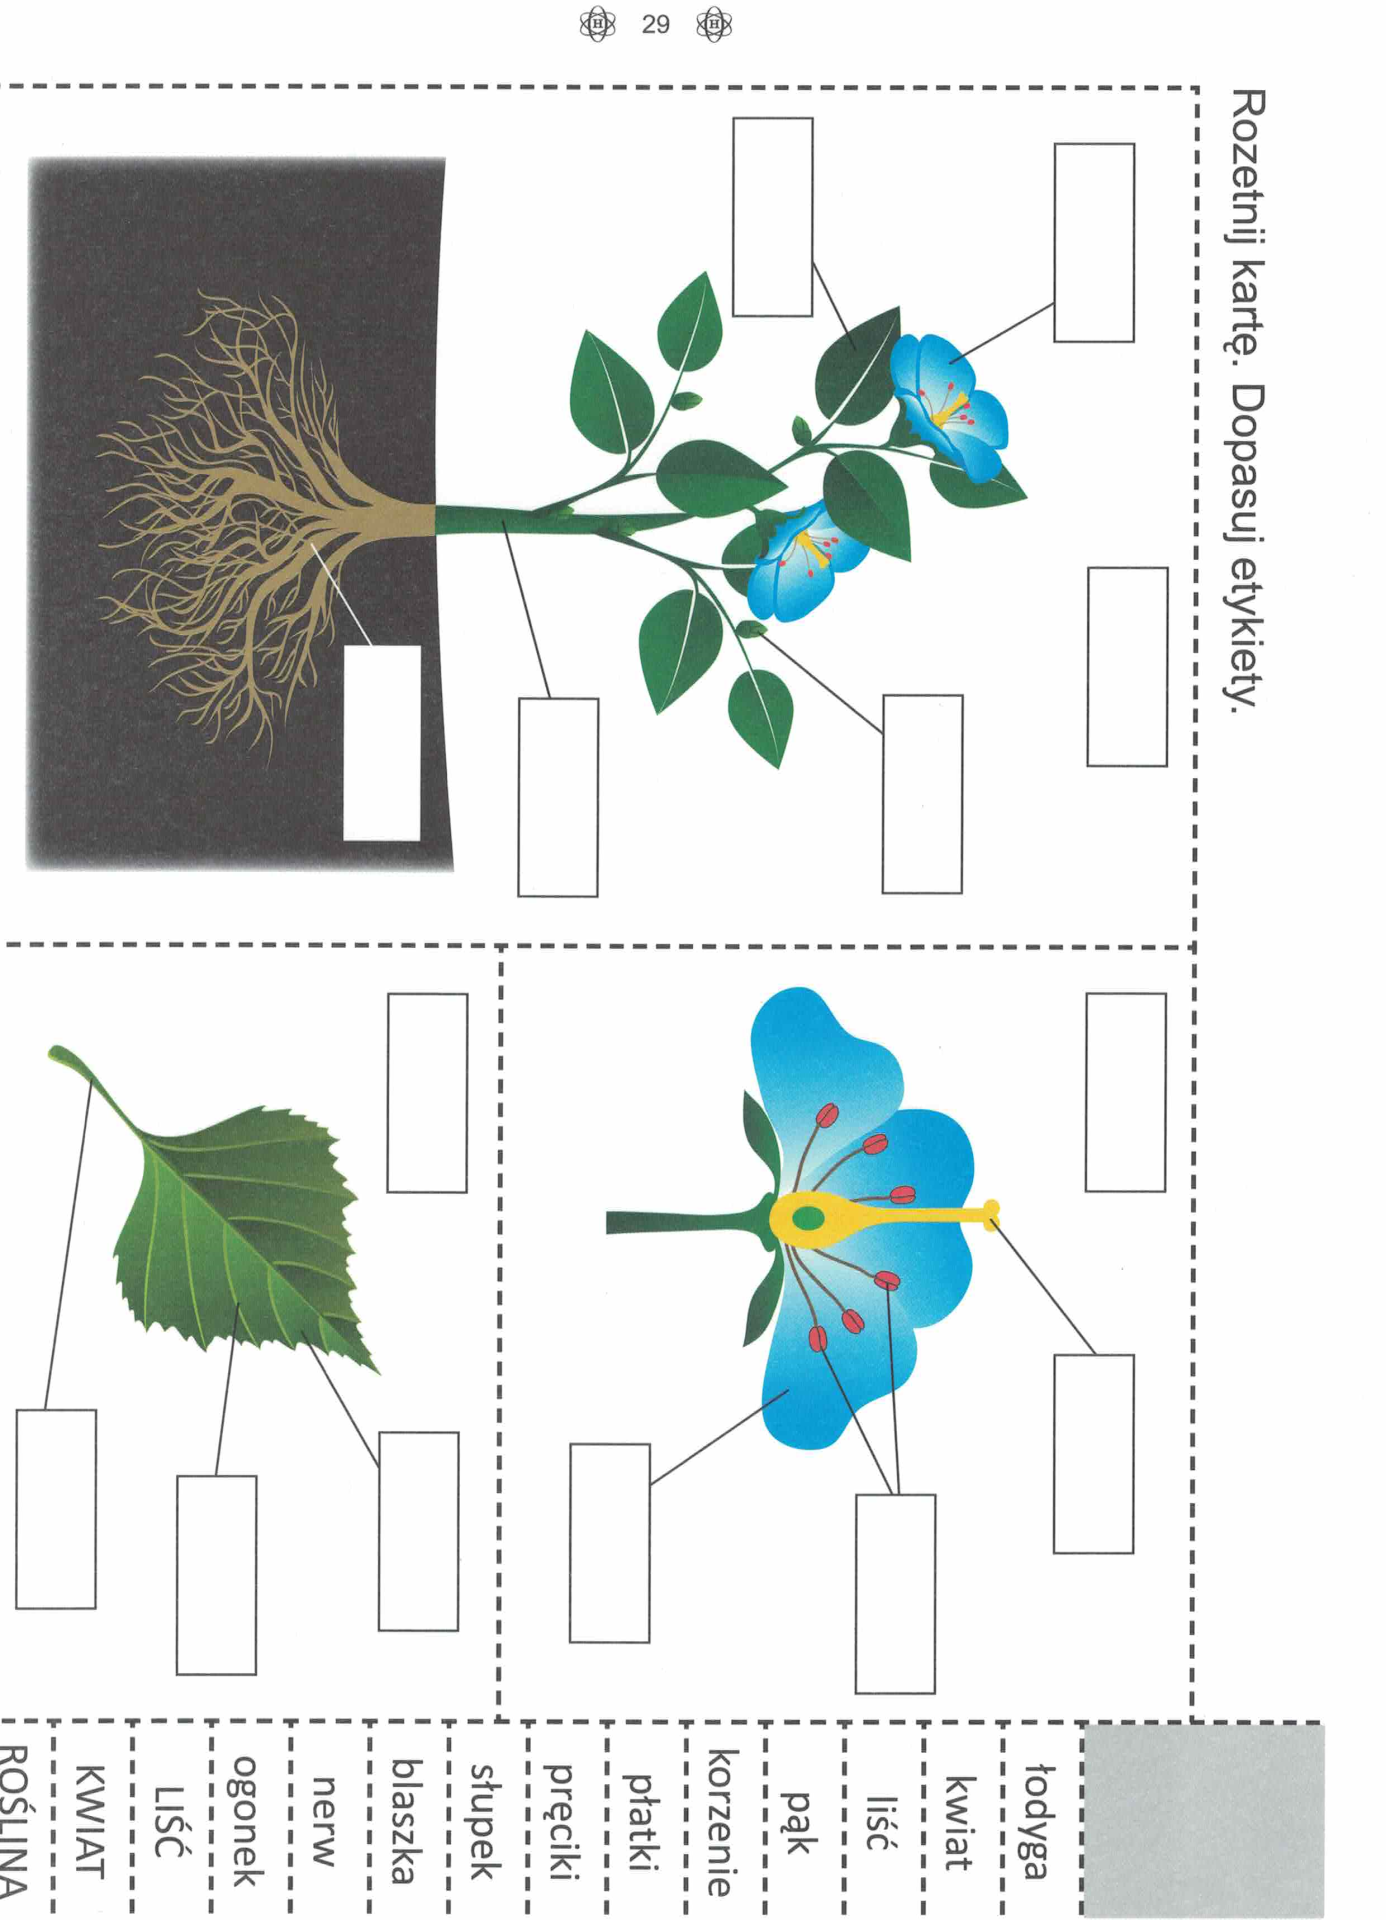 Rozetnij kartę. Dopasuj etykiety.
łodyga
kwiat
liść
pąk
korzenie
płatki
pręciki
słupek
blaszka
nerw
ogonek
LIŚĆ
KWIAT
ROŚLINA
29